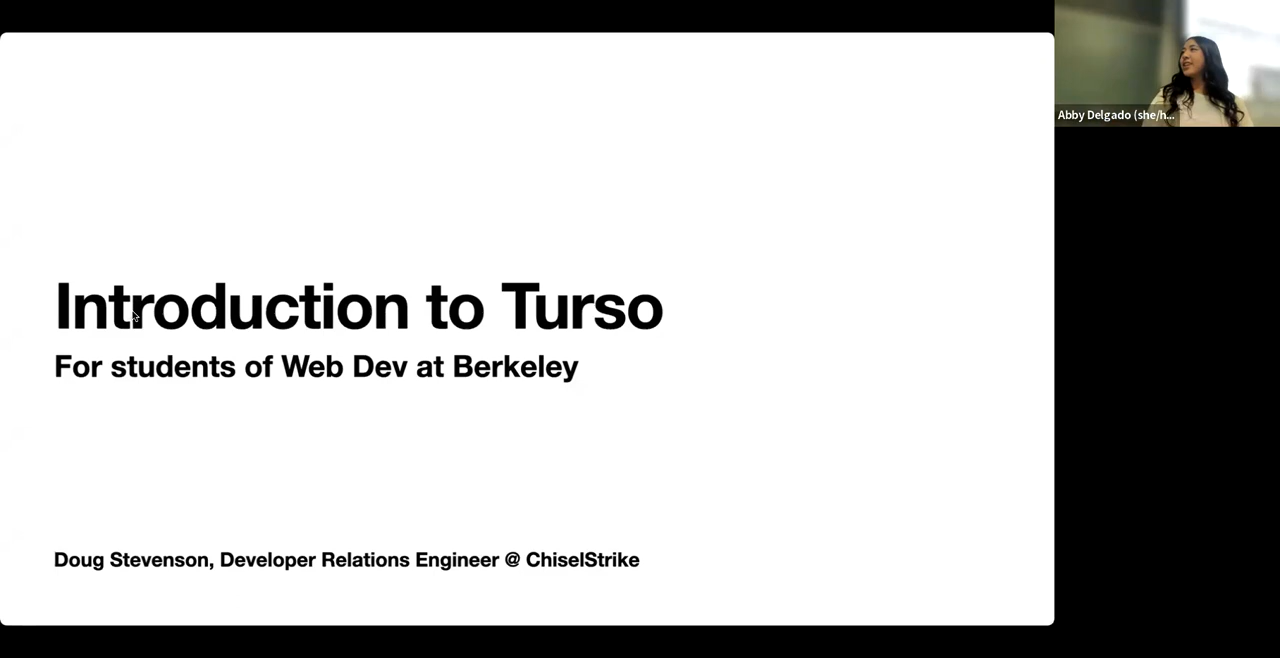 Introduction to Turso
For students of Web Dev at Berkeley
Doug Stevenson, Developer Relations Engineer @ ChiselStrike
Abby Delgado (she/h...